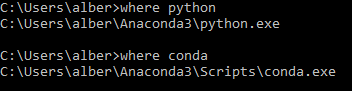 C:\Users\alber>where python
C:\Users\alber\Anaconda3\python.exe
C:\Users\alber>where conda
C:\Users\alber\Anaconda3\Scripts\conda.exe